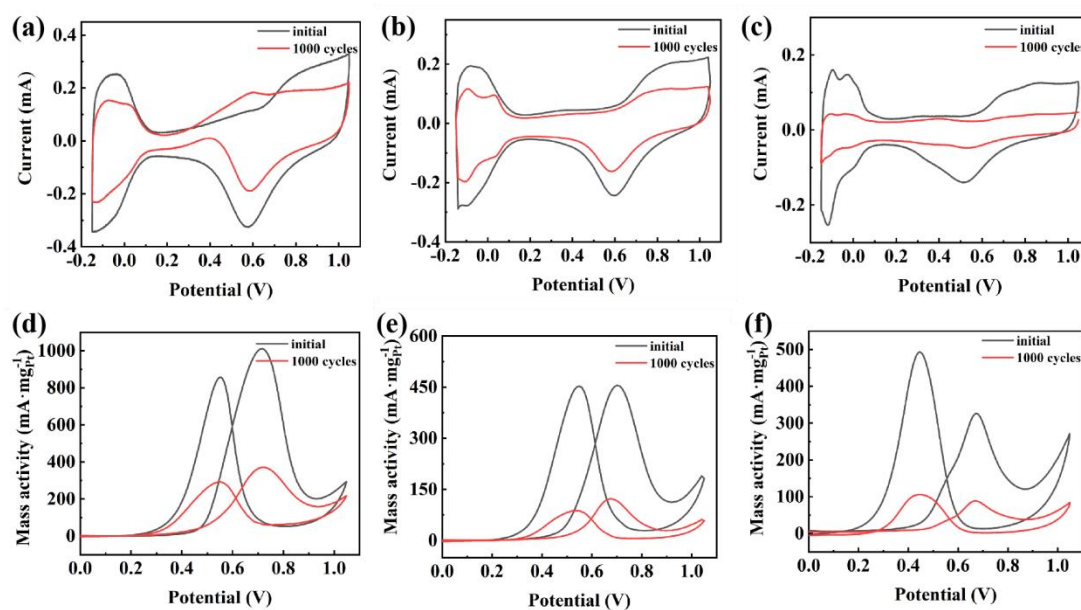 (a)
initial
1000 cycles
Current (mA)
0.4
0.2
0.0
-0.2
-0.4
-0.2 0.0 0.2 0.4 0.6 0.8 1.0
Potential (V)
(b)
initial
1000 cycles
Current (mA)
0.4
0.2
0.0
-0.2
-0.4
-0.2 0.0 0.2 0.4 0.6 0.8 1.0
Potential (V)
(c)
initial
1000 cycles
Current (mA)
0.2
0.0
-0.2
-0.2 0.0 0.2 0.4 0.6 0.8 1.0
Potential (V)
(d)
initial
1000 cycles
Mass activity (mA·mg⁻¹Pt)
1000
800
600
400
200
0
0.0 0.2 0.4 0.6 0.8 1.0
Potential (V)
(e)
initial
1000 cycles
Mass activity (mA·mg⁻¹Pt)
600
450
300
150
0
0.0 0.2 0.4 0.6 0.8 1.0
Potential (V)
(f)
initial
1000 cycles
Mass activity (mA·mg⁻¹Pt)
500
400
300
200
100
0
0.0 0.2 0.4 0.6 0.8 1.0
Potential (V)